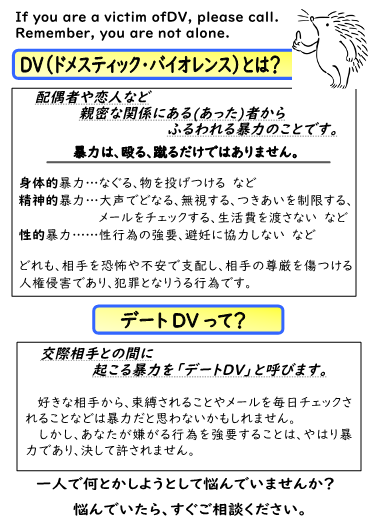 If you are a victim ofDV, please call.
Remember, you are not alone.
DV(ドメスティック・バイオレンス)とは?
配偶者や恋人など
親密な関係にある(あった)者から
ふるわれる暴力のことです。
暴力は、殴る、蹴るだけではありません。
身体的暴力…なぐる、物を投げつける など
精神的暴力…大声でどなる、無視する、つきあいを制限する、
メールをチェックする、生活費を渡さない など
性的暴力……性行為の強要、避妊に協力しない など
どれも、相手を恐怖や不安で支配し、相手の尊厳を傷つける
人権侵害であり、犯罪となりうる行為です。
デートDVって?
交際相手との間に
起こる暴力を「デートDV」と呼びます。
好きな相手から、束縛されることやメールを毎日チェックさ
れることなどは暴力だと思わないかもしれません。
しかし、あなたが嫌がる行為を強要することは、やはり暴
力であり、決して許されません。
一人で何とかしようとして悩んでいませんか?
悩んでいたら、すぐご相談ください。